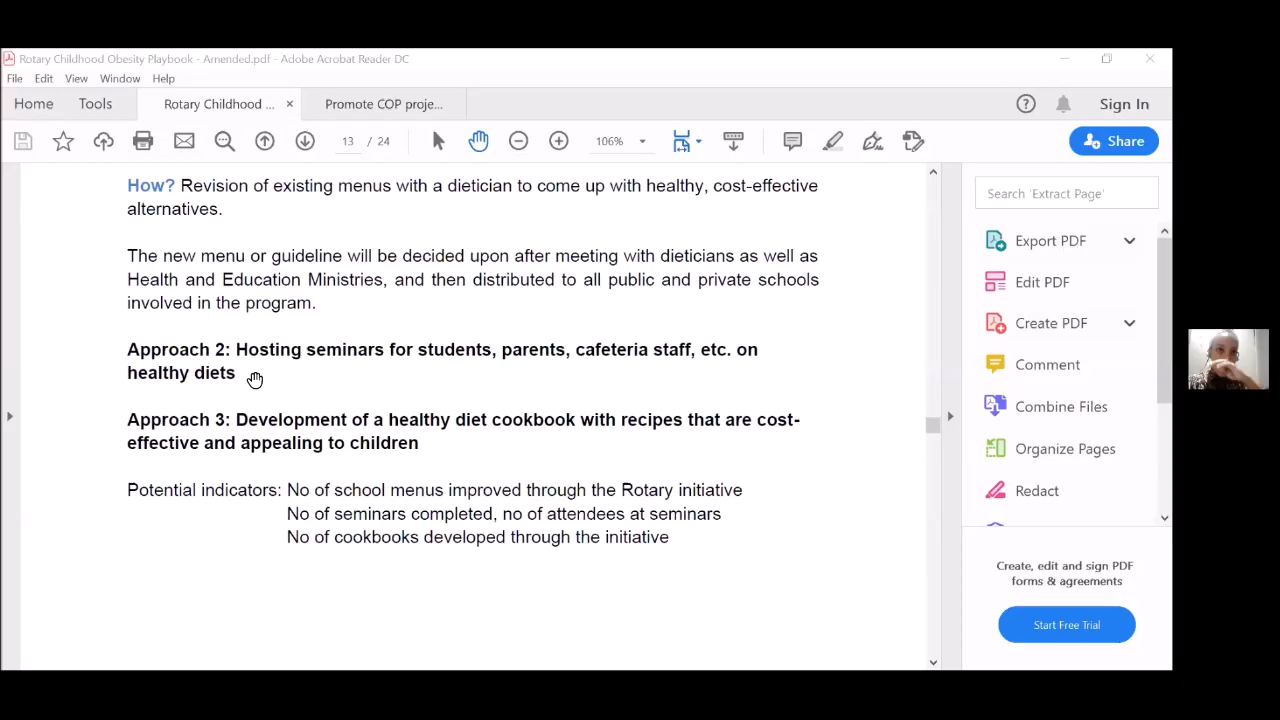 Rotary Childhood Obesity Playbook - Amended.pdf - Adobe Acrobat Reader DC
File Edit View Window Help
Home Tools Rotary Childhood ... × Promote COP proje... Sign In
13 / 24 106% Share
How? Revision of existing menus with a dietician to come up with healthy, cost-effective
alternatives.
The new menu or guideline will be decided upon after meeting with dieticians as well as
Health and Education Ministries, and then distributed to all public and private schools
involved in the program.
Approach 2: Hosting seminars for students, parents, cafeteria staff, etc. on
healthy diets
Approach 3: Development of a healthy diet cookbook with recipes that are cost-
effective and appealing to children
Potential indicators: No of school menus improved through the Rotary initiative
No of seminars completed, no of attendees at seminars
No of cookbooks developed through the initiative
Search 'Extract Page'
Export PDF
Edit PDF
Create PDF
Comment
Combine Files
Organize Pages
Redact
Create, edit and sign PDF
forms & agreements
Start Free Trial